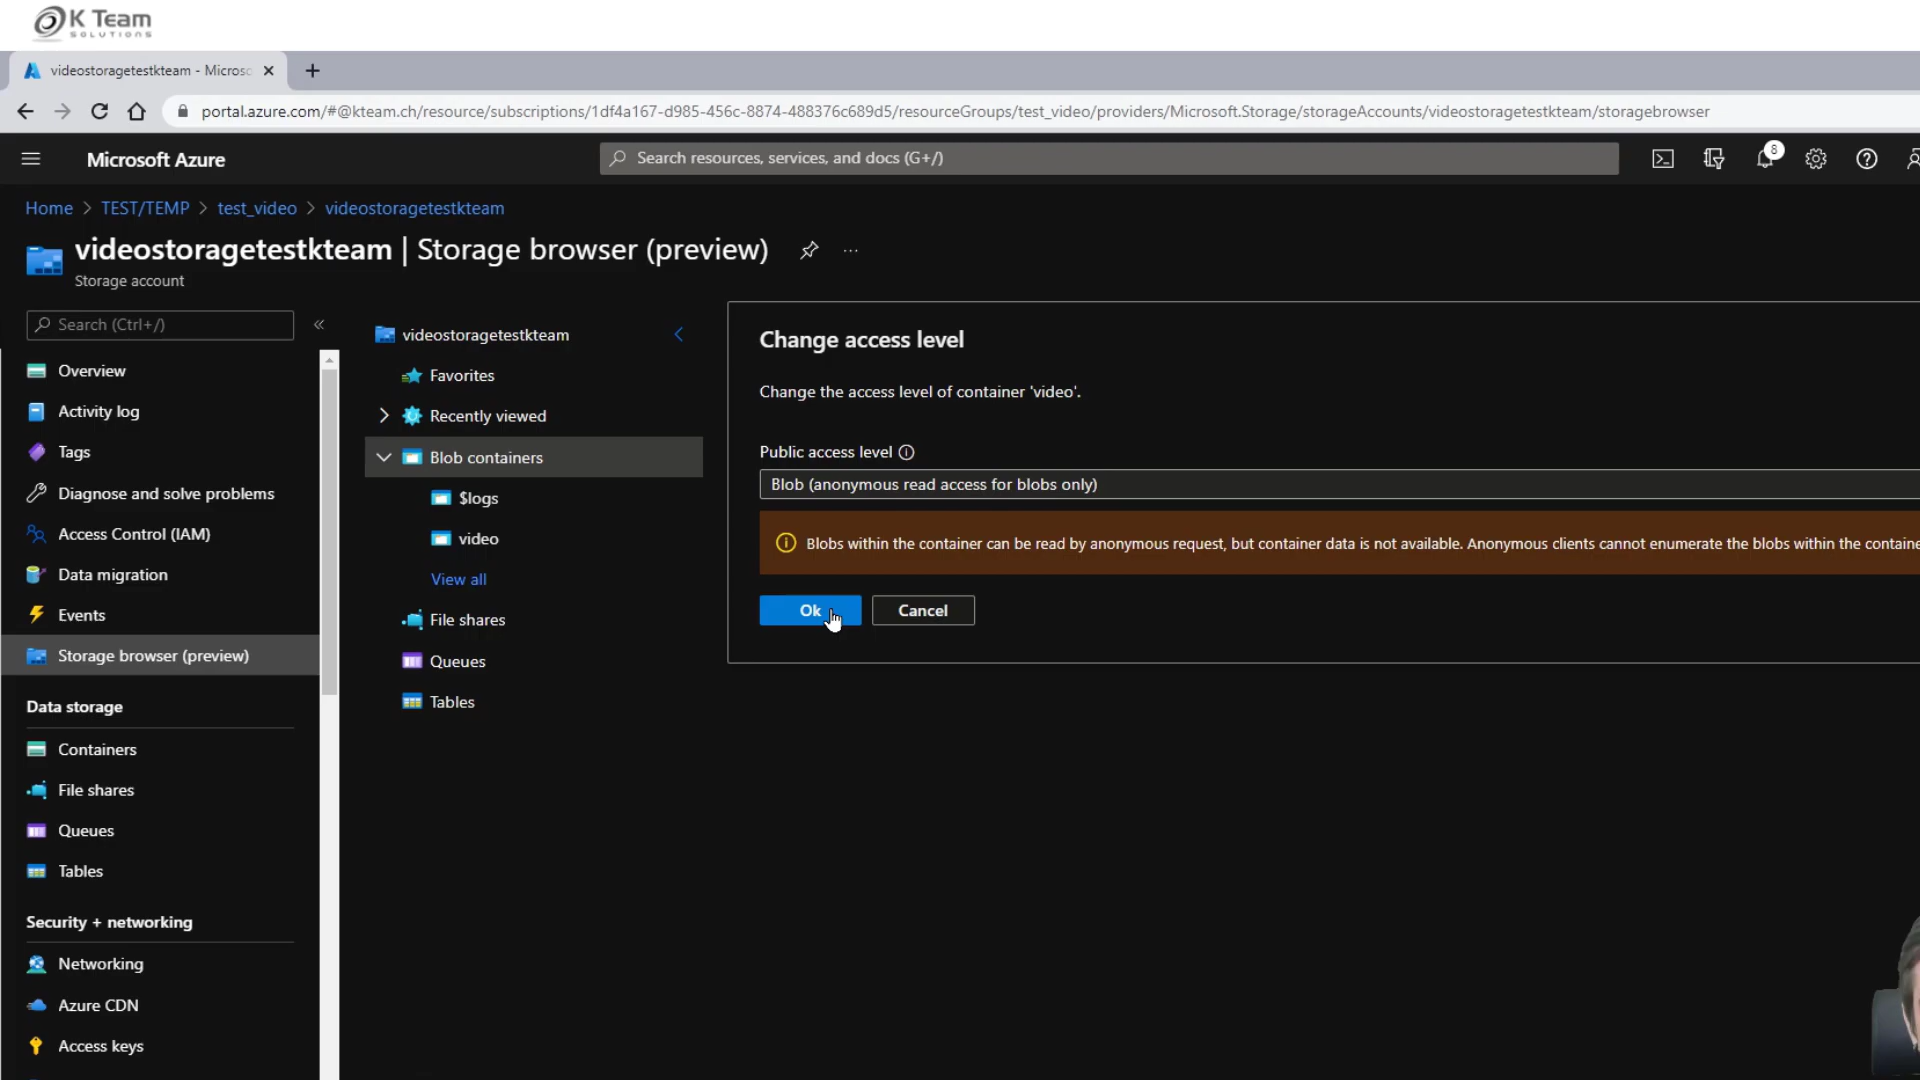 K Team
SOLUTIONS
videostoragetestkteam - Microsc
portal.azure.com/#@kteam.ch/resource/subscriptions/1df4a167-d985-456c-8874-488376c689d5/resourceGroups/test_video/providers/Microsoft.Storage/storageAccounts/videostoragetestkteam/storagebrowser
Microsoft Azure
Search resources, services, and docs (G+/)
8
Home > TEST/TEMP > test_video > videostoragetestkteam
videostoragetestkteam | Storage browser (preview)
...
Storage account
Search (Ctrl+/)
«
Overview
Activity log
Tags
Diagnose and solve problems
Access Control (IAM)
Data migration
Events
Storage browser (preview)
Data storage
Containers
File shares
Queues
Tables
Security + networking
Networking
Azure CDN
Access keys
videostoragetestkteam
Favorites
Recently viewed
Blob containers
$logs
video
View all
File shares
Queues
Tables
Change access level
Change the access level of container 'video'.
Public access level
Blob (anonymous read access for blobs only)
Blobs within the container can be read by anonymous request, but container data is not available. Anonymous clients cannot enumerate the blobs within the containe
Ok
Cancel